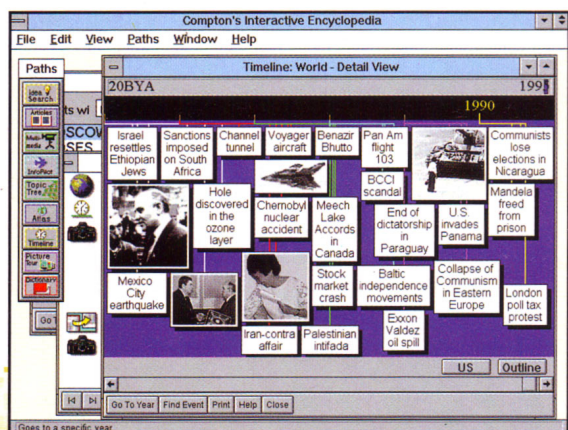 Compton's Interactive Encyclopedia
File Edit View Paths Window Help
Paths
Idea Search
Articles
Multimedia
InfoPilot
Topic Tree
Atlas
Timeline
Picture Tour
Dictionary
Timeline: World - Detail View
20BYA
1995
1990
Israel
resettles
Ethiopian
Jews
Sanctions
imposed
on South
Africa
Channel
tunnel
Voyager
aircraft
Benazir
Bhutto
Pan Am
flight
103
Communists
lose
elections in
Nicaragua
Hole
discovered
in the
ozone
layer
Chernobyl
nuclear
accident
Meech
Lake
Accords
in
Canada
BCCI
scandal
End of
dictatorship
in
Paraguay
U.S.
invades
Panama
Mandela
freed
from
prison
Mexico
City
earthquake
Stock
market
crash
Baltic
independence
movements
Collapse of
Communism
in Eastern
Europe
London
poll tax
protest
Iran-contra
affair
Palestinian
intifada
Exxon
Valdez
oil spill
US Outline
Go To Year Find Event Print Help Close
Goes to a specific year